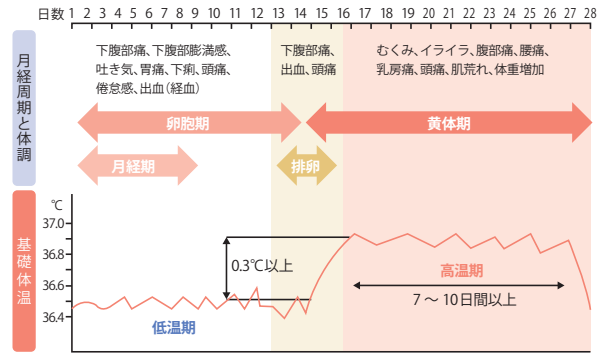 日数 1 2 3 4 5 6 7 8 9 10 11 12 13 14 15 16 17 18 19 20 21 22 23 24 25 26 27 28
月経周期と体調
下腹部痛、下腹部膨満感、
吐き気、胃痛、下痢、頭痛、
倦怠感、出血（経血）
下腹部痛、
出血、頭痛
むくみ、イライラ、腹部痛、腰痛、
乳房痛、頭痛、肌荒れ、体重増加
卵胞期
黄体期
月経期
排卵
基礎体温
℃
37.0
36.8
36.6
36.4
0.3℃以上
低温期
高温期
7 〜 10日間以上